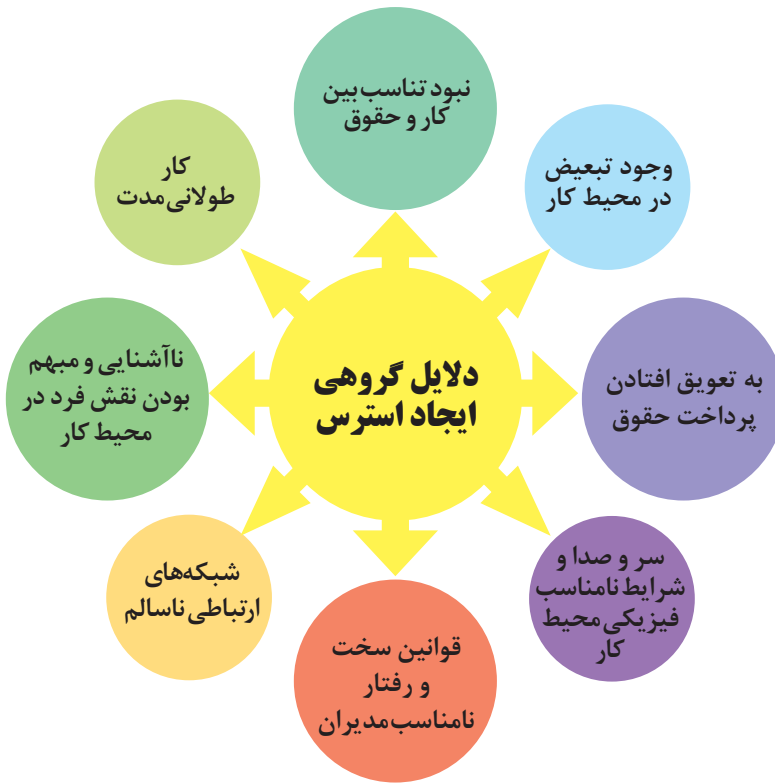 دلایل گروهی
ایجاد استرس
نبود تناسب بین
کار و حقوق
وجود تبعیض
در محیط کار
به تعویق افتادن
پرداخت حقوق
سر و صدا و
شرایط نامناسب
فیزیکی محیط
کار
قوانین سخت
و رفتار
نامناسب مدیران
شبکه‌های
ارتباطی ناسالم
ناآشنایی و مبهم
بودن نقش فرد در
محیط کار
کار
طولانی مدت